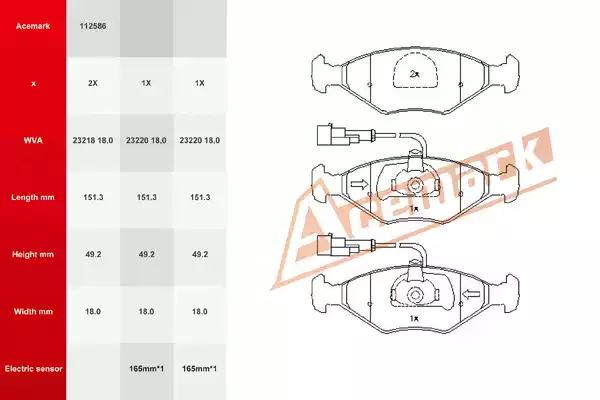 Acemark 112586
x 2X 1X 1X
WVA 23218 18,0 23220 18,0 23220 18,0
Length mm 151.3 151.3 151.3
Height mm 49.2 49.2 49.2
Width mm 18.0 18.0 18.0
Electric sensor 165mm*1 165mm*1
2x
1x
1x
Acemark